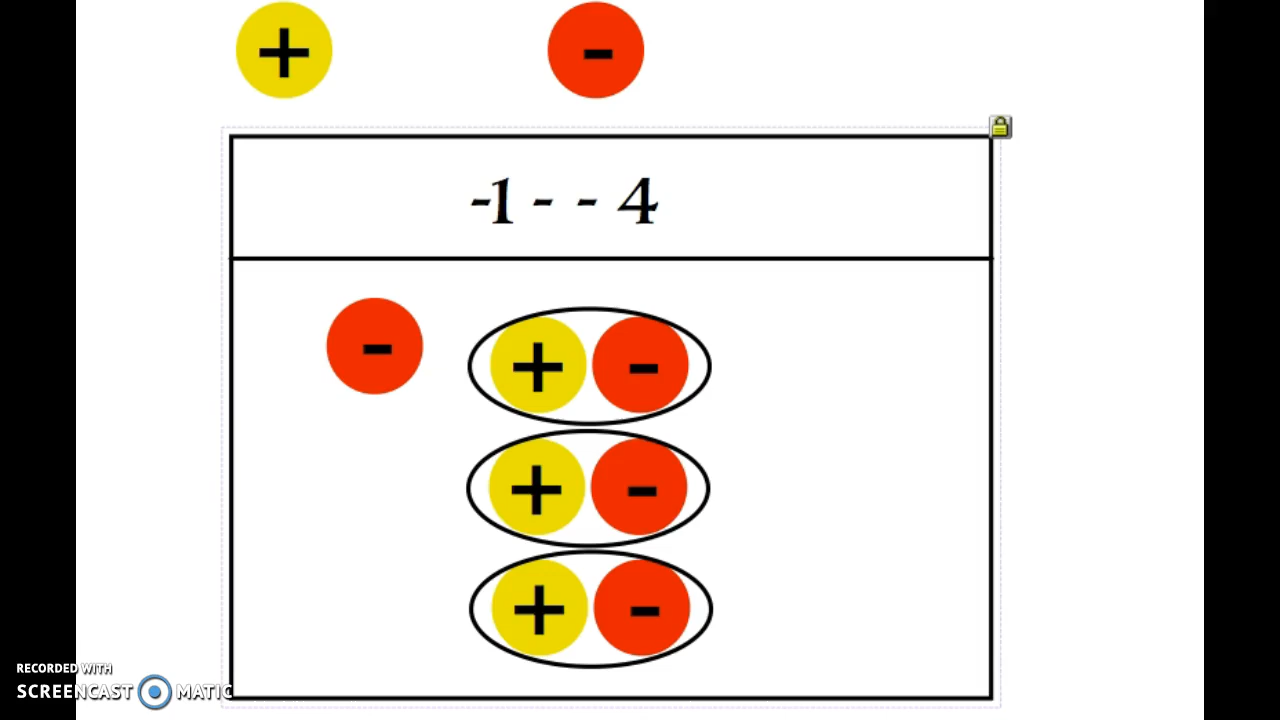 + -
-1 - - 4
- + -
+ -
+ -
RECORDED WITH
SCREENCAST MATIC